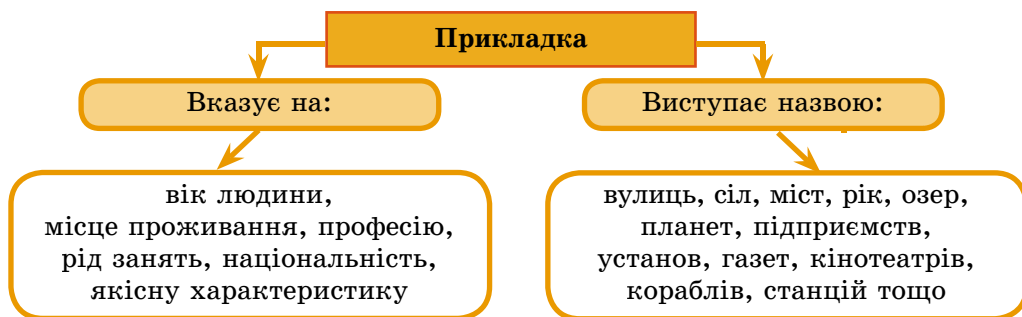 Прикладка
Вказує на:
вік людини,
місце проживання, професію,
рід занять, національність,
якісну характеристику
Виступає назвою:
вулиць, сіл, міст, рік, озер,
планет, підприємств,
установ, газет, кінотеатрів,
кораблів, станцій тощо